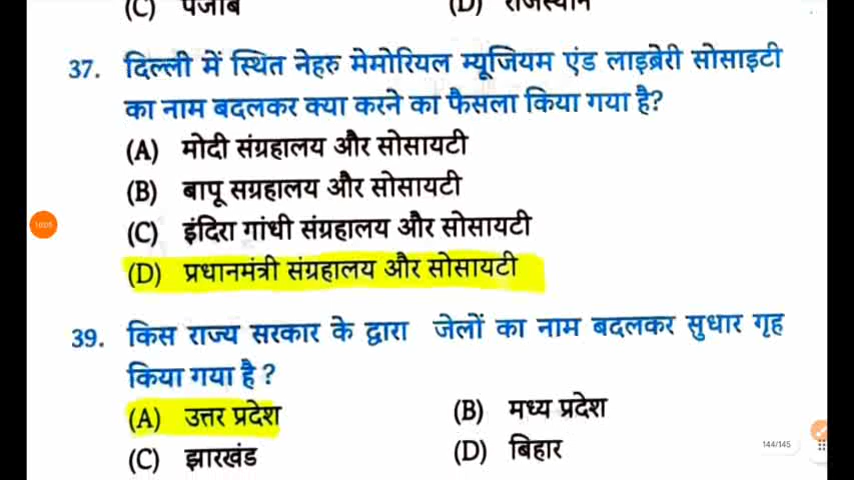 (C) पंजाब (D) राजस्थान
37. दिल्ली में स्थित नेहरु मेमोरियल म्यूजियम एंड लाइब्रेरी सोसाइटी
का नाम बदलकर क्या करने का फैसला किया गया है?
(A) मोदी संग्रहालय और सोसायटी
(B) बापू सग्रहालय और सोसायटी
(C) इंदिरा गांधी संग्रहालय और सोसायटी
10:05
(D) प्रधानमंत्री संग्रहालय और सोसायटी
39. किस राज्य सरकार के द्वारा जेलों का नाम बदलकर सुधार गृह
किया गया है ?
(A) उत्तर प्रदेश (B) मध्य प्रदेश
144/145
(C) झारखंड (D) बिहार